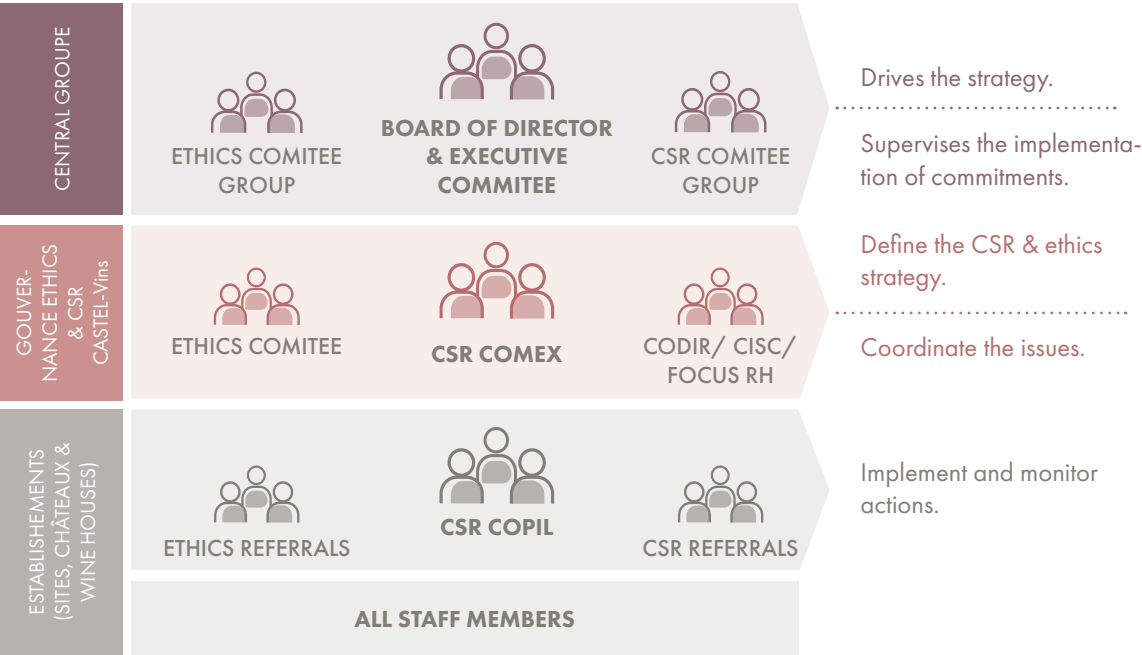 CENTRAL GROUPE
ETHICS COMITEE
GROUP
BOARD OF DIRECTOR
& EXECUTIVE
COMMITEE
CSR COMITEE
GROUP
Drives the strategy.
Supervises the implementa-
tion of commitments.
GOUVER-
NANCE ETHICS
& CSR
CASTEL-Vins
ETHICS COMITEE
CSR COMEX
CODIR/ CISC/
FOCUS RH
Define the CSR & ethics
strategy.
Coordinate the issues.
ESTABLISHEMENTS
(SITES, CHÂTEAUX &
WINE HOUSES)
ETHICS REFERRALS
CSR COPIL
CSR REFERRALS
Implement and monitor
actions.
ALL STAFF MEMBERS